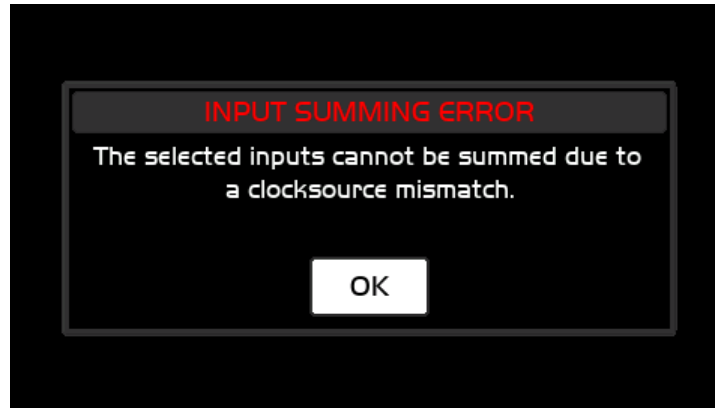 INPUT SUMMING ERROR
The selected inputs cannot be summed due to
a clocksource mismatch.
OK